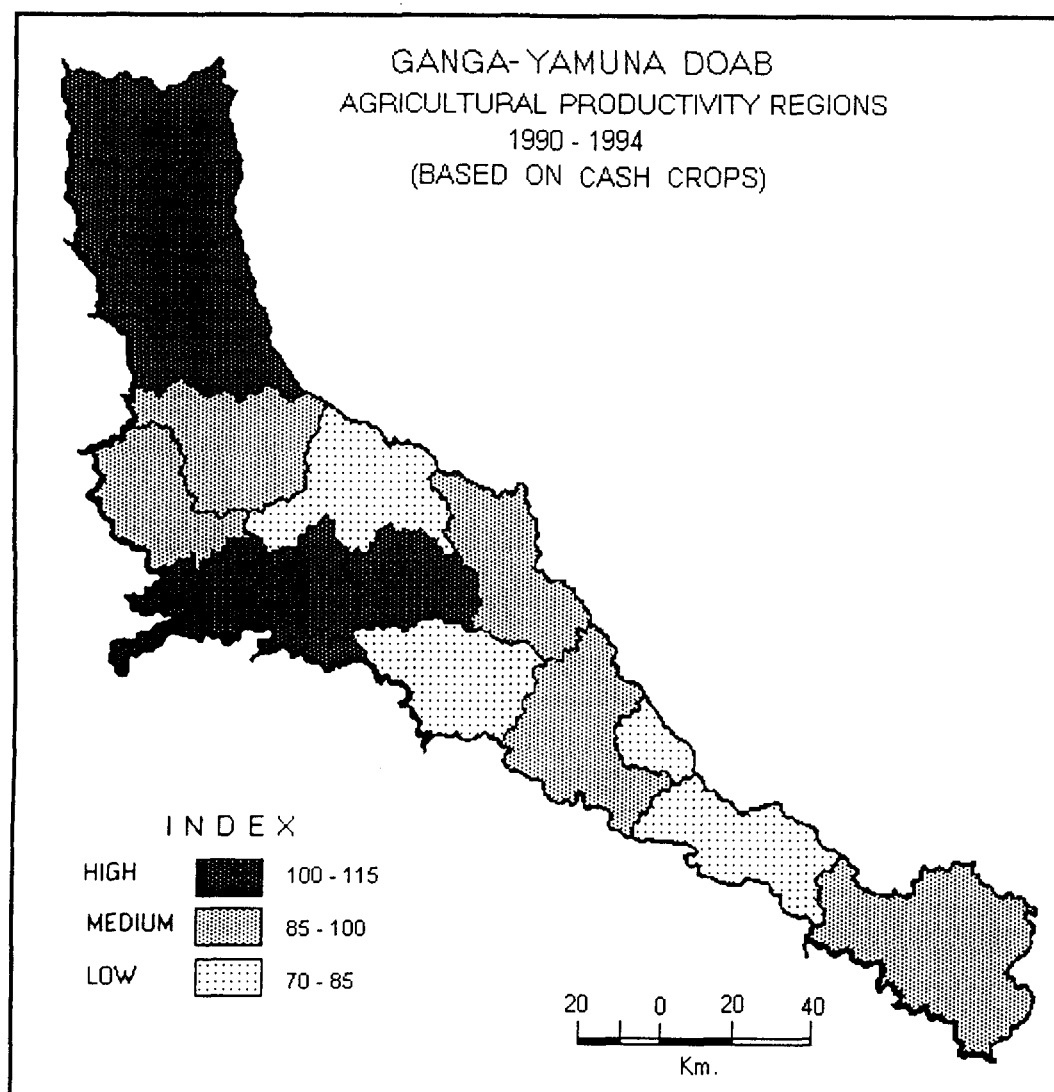 GANGA-YAMUNA DOAB
AGRICULTURAL PRODUCTIVITY REGIONS
1990 - 1994
(BASED ON CASH CROPS)
INDEX
HIGH 100 - 115
MEDIUM 85 - 100
LOW 70 - 85
20 0 20 40
Km.